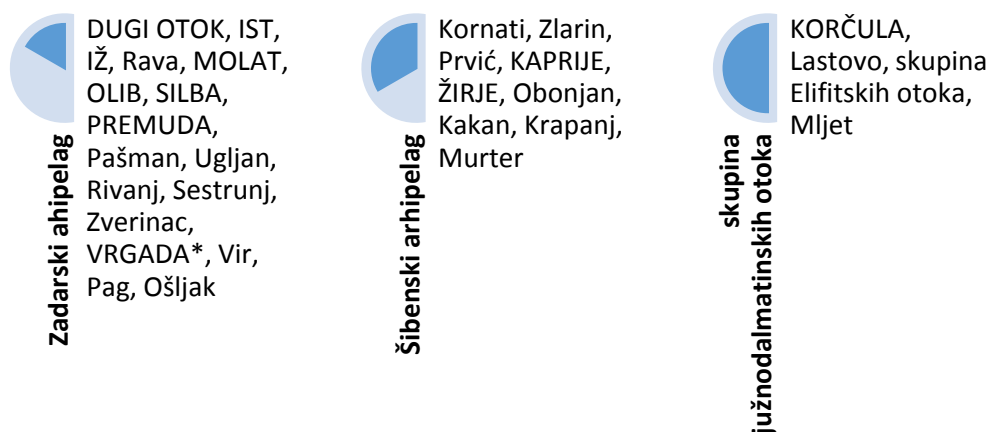 Zadarski ahipelag
DUGI OTOK, IST,
IŽ, Rava, MOLAT,
OLIB, SILBA,
PREMUDA,
Pašman, Ugljan,
Rivanj, Sestrunj,
Zverinac,
VRGADA*, Vir,
Pag, Ošljak
Šibenski arhipelag
Kornati, Zlarin,
Prvić, KAPRIJE,
ŽIRJE, Obonjan,
Kakan, Krapanj,
Murter
skupina
južnodalmatinskih otoka
KORČULA,
Lastovo, skupina
Elifitskih otoka,
Mljet